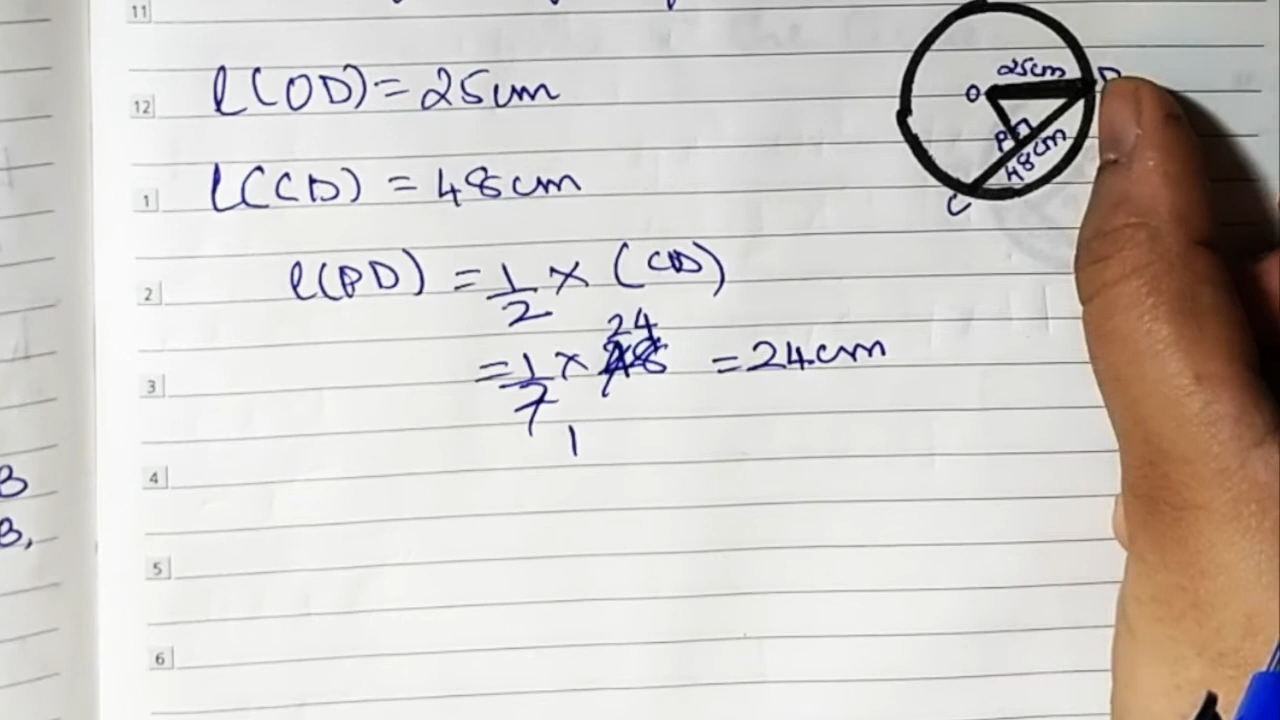 11
12
l(OD) = 25cm
25cm
O
D
P
48cm
C
1
l(CD) = 48cm
2
l(PD) = 1/2 × (CD)
24
3
= 1/2 × 48 = 24cm
1
4
5
6
B
B,